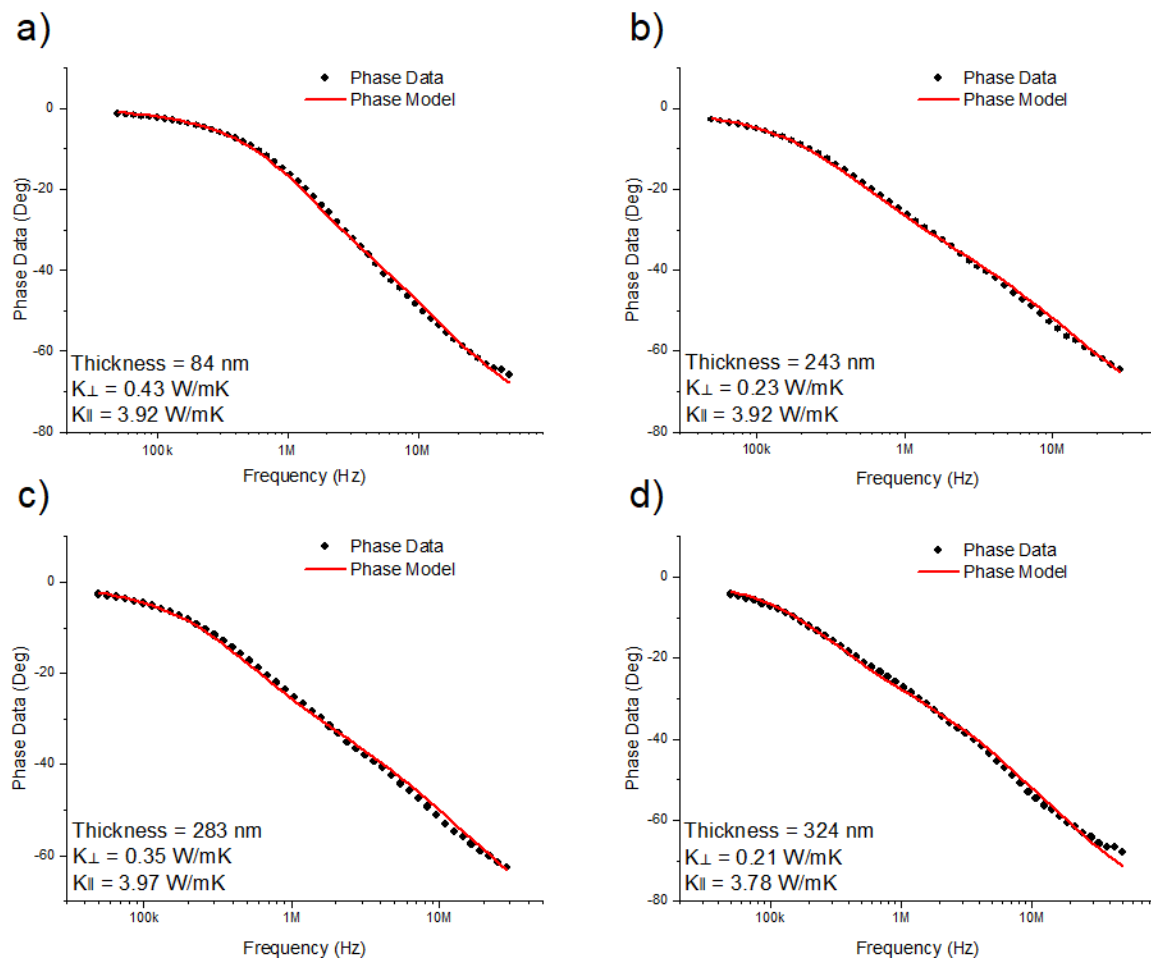 a)
Phase Data
Phase Model
0
-20
-40
-60
-80
Phase Data (Deg)
Thickness = 84 nm
K⊥ = 0.43 W/mK
K∥ = 3.92 W/mK
100k 1M 10M
Frequency (Hz)
b)
Phase Data
Phase Model
0
-20
-40
-60
-80
Phase Data (Deg)
Thickness = 243 nm
K⊥ = 0.23 W/mK
K∥ = 3.92 W/mK
100k 1M 10M
Frequency (Hz)
c)
Phase Data
Phase Model
0
-20
-40
-60
Phase Data (Deg)
Thickness = 283 nm
K⊥ = 0.35 W/mK
K∥ = 3.97 W/mK
100k 1M 10M
Frequency (Hz)
d)
Phase Data
Phase Model
0
-20
-40
-60
-80
Phase Data (Deg)
Thickness = 324 nm
K⊥ = 0.21 W/mK
K∥ = 3.78 W/mK
100k 1M 10M
Frequency (Hz)